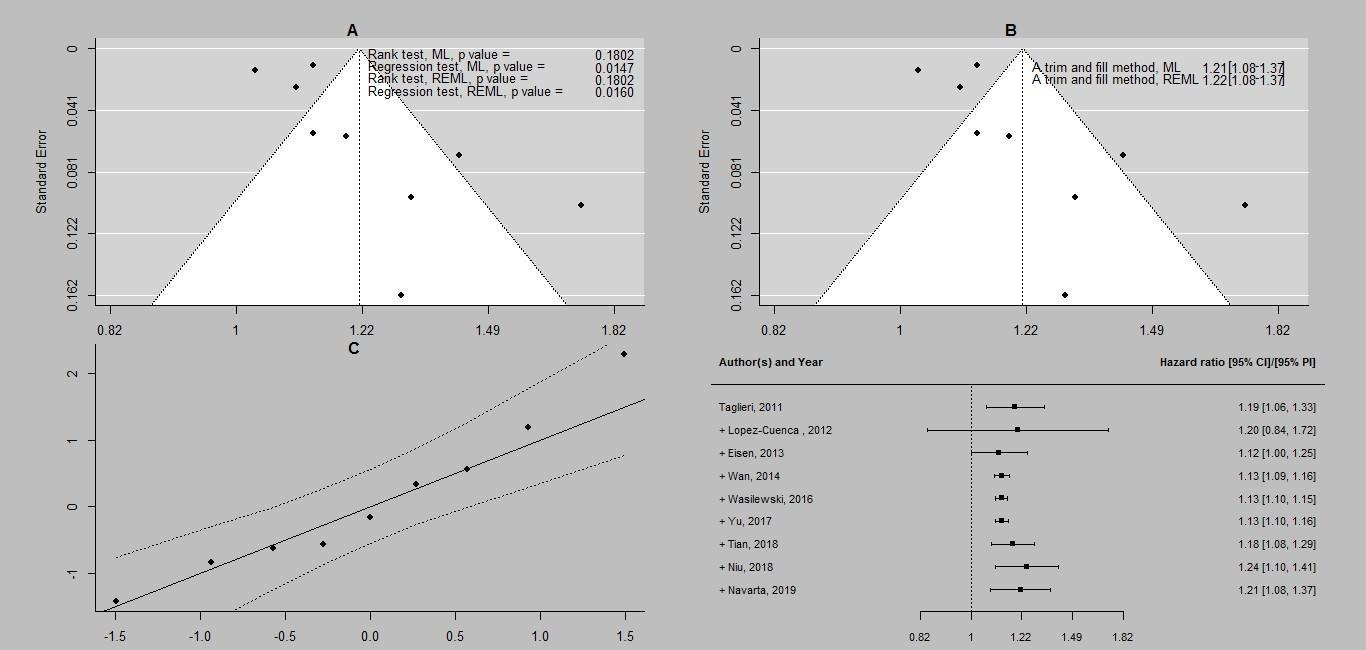 A
Rank test, ML, p value = 0.1802
Regression test, ML, p value = 0.0147
Rank test, REML, p value = 0.1802
Regression test, REML, p value = 0.0160
Standard Error
0
0.041
0.081
0.122
0.162
0.82 1 1.22 1.49 1.82
B
A trim and fill method, ML 1.21[1.08-1.37]
A trim and fill method, REML 1.22[1.08-1.37]
Standard Error
0
0.041
0.081
0.122
0.162
0.82 1 1.22 1.49 1.82
C
2
1
0
-1
-1.5 -1.0 -0.5 0.0 0.5 1.0 1.5
Author(s) and Year Hazard ratio [95% CI]/[95% PI]
Taglieri, 2011 1.19 [1.06, 1.33]
+ Lopez-Cuenca , 2012 1.20 [0.84, 1.72]
+ Eisen, 2013 1.12 [1.00, 1.25]
+ Wan, 2014 1.13 [1.09, 1.16]
+ Wasilewski, 2016 1.13 [1.10, 1.15]
+ Yu, 2017 1.13 [1.10, 1.16]
+ Tian, 2018 1.18 [1.08, 1.29]
+ Niu, 2018 1.24 [1.10, 1.41]
+ Navarta, 2019 1.21 [1.08, 1.37]
0.82 1 1.22 1.49 1.82